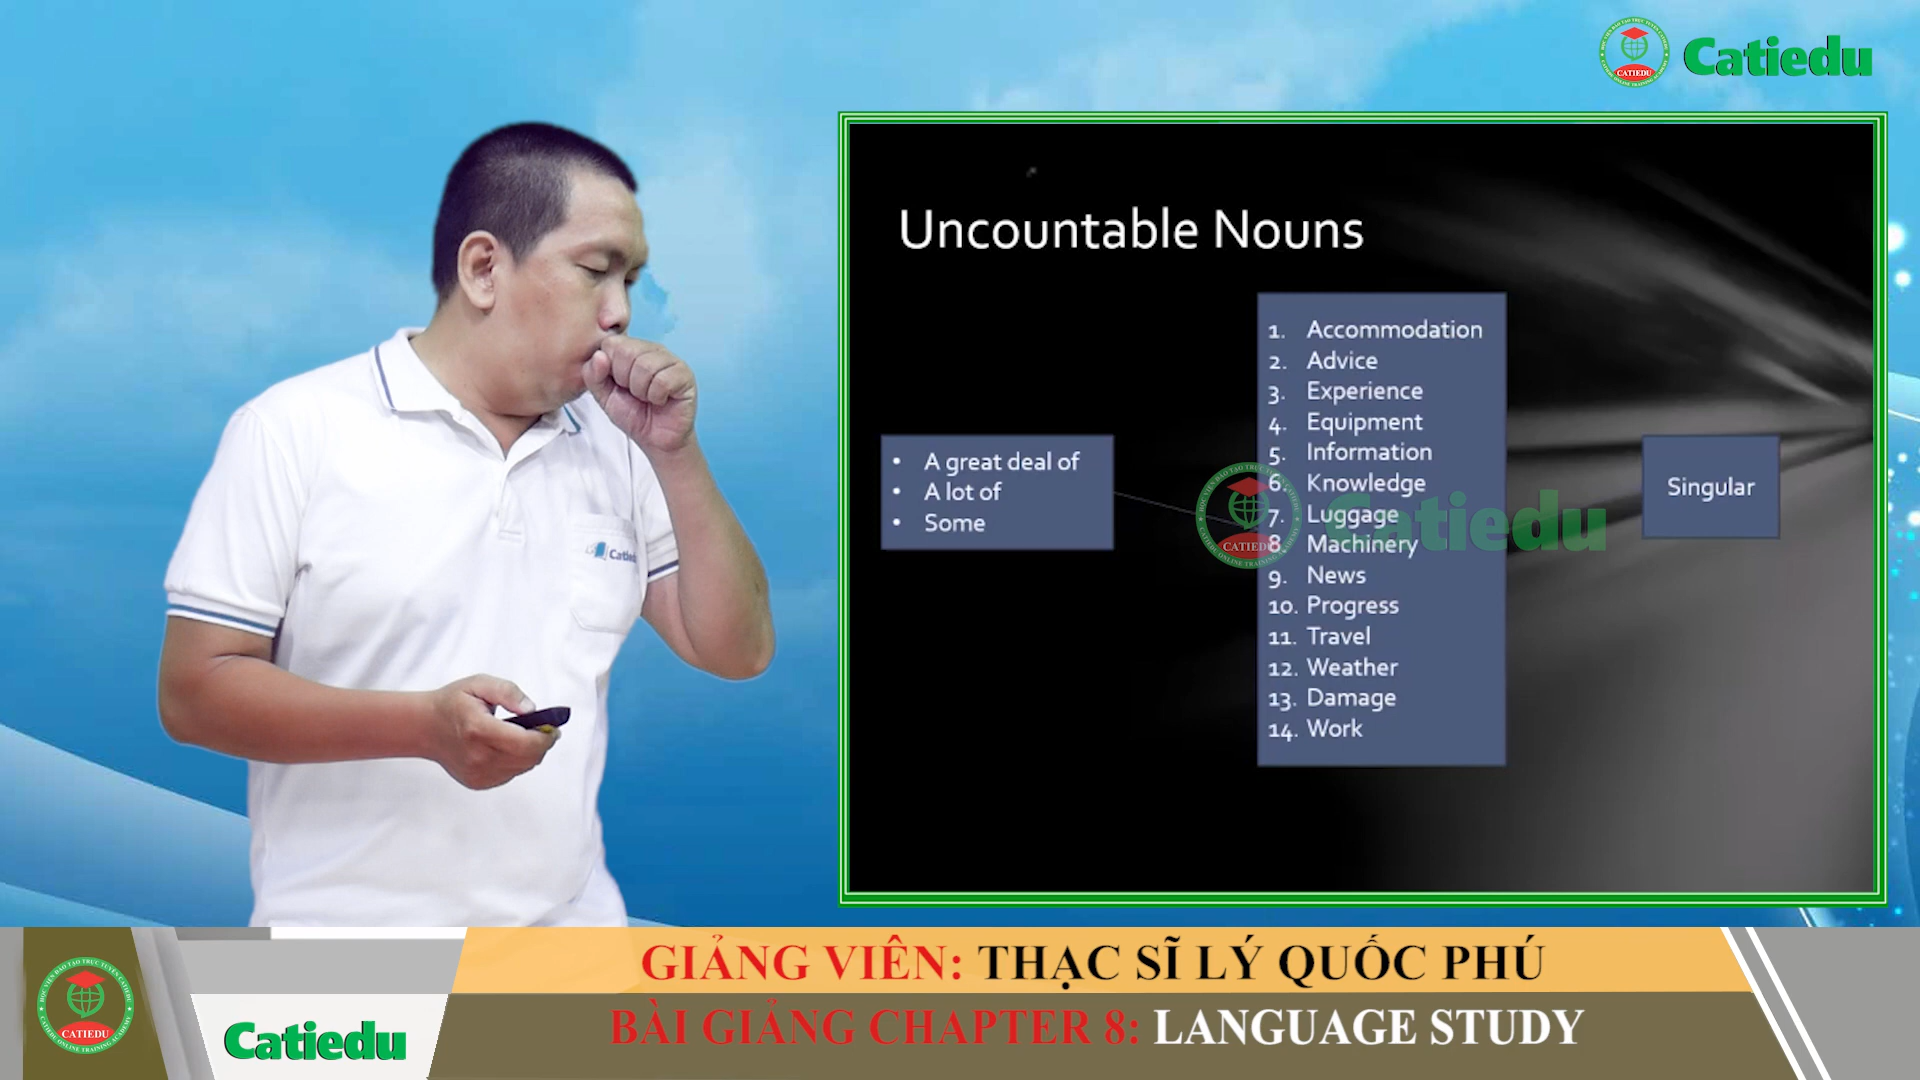 Catiedu
CATIEDU
Uncountable Nouns
• A great deal of
• A lot of
• Some
1. Accommodation
2. Advice
3. Experience
4. Equipment
5. Information
6. Knowledge
7. Luggage
8. Machinery
9. News
10. Progress
11. Travel
12. Weather
13. Damage
14. Work
Singular
Catiedu
CATIEDU
GIẢNG VIÊN: THẠC SĨ LÝ QUỐC PHÚ
BÀI GIẢNG CHAPTER 8: LANGUAGE STUDY
CATIEDU
Catiedu